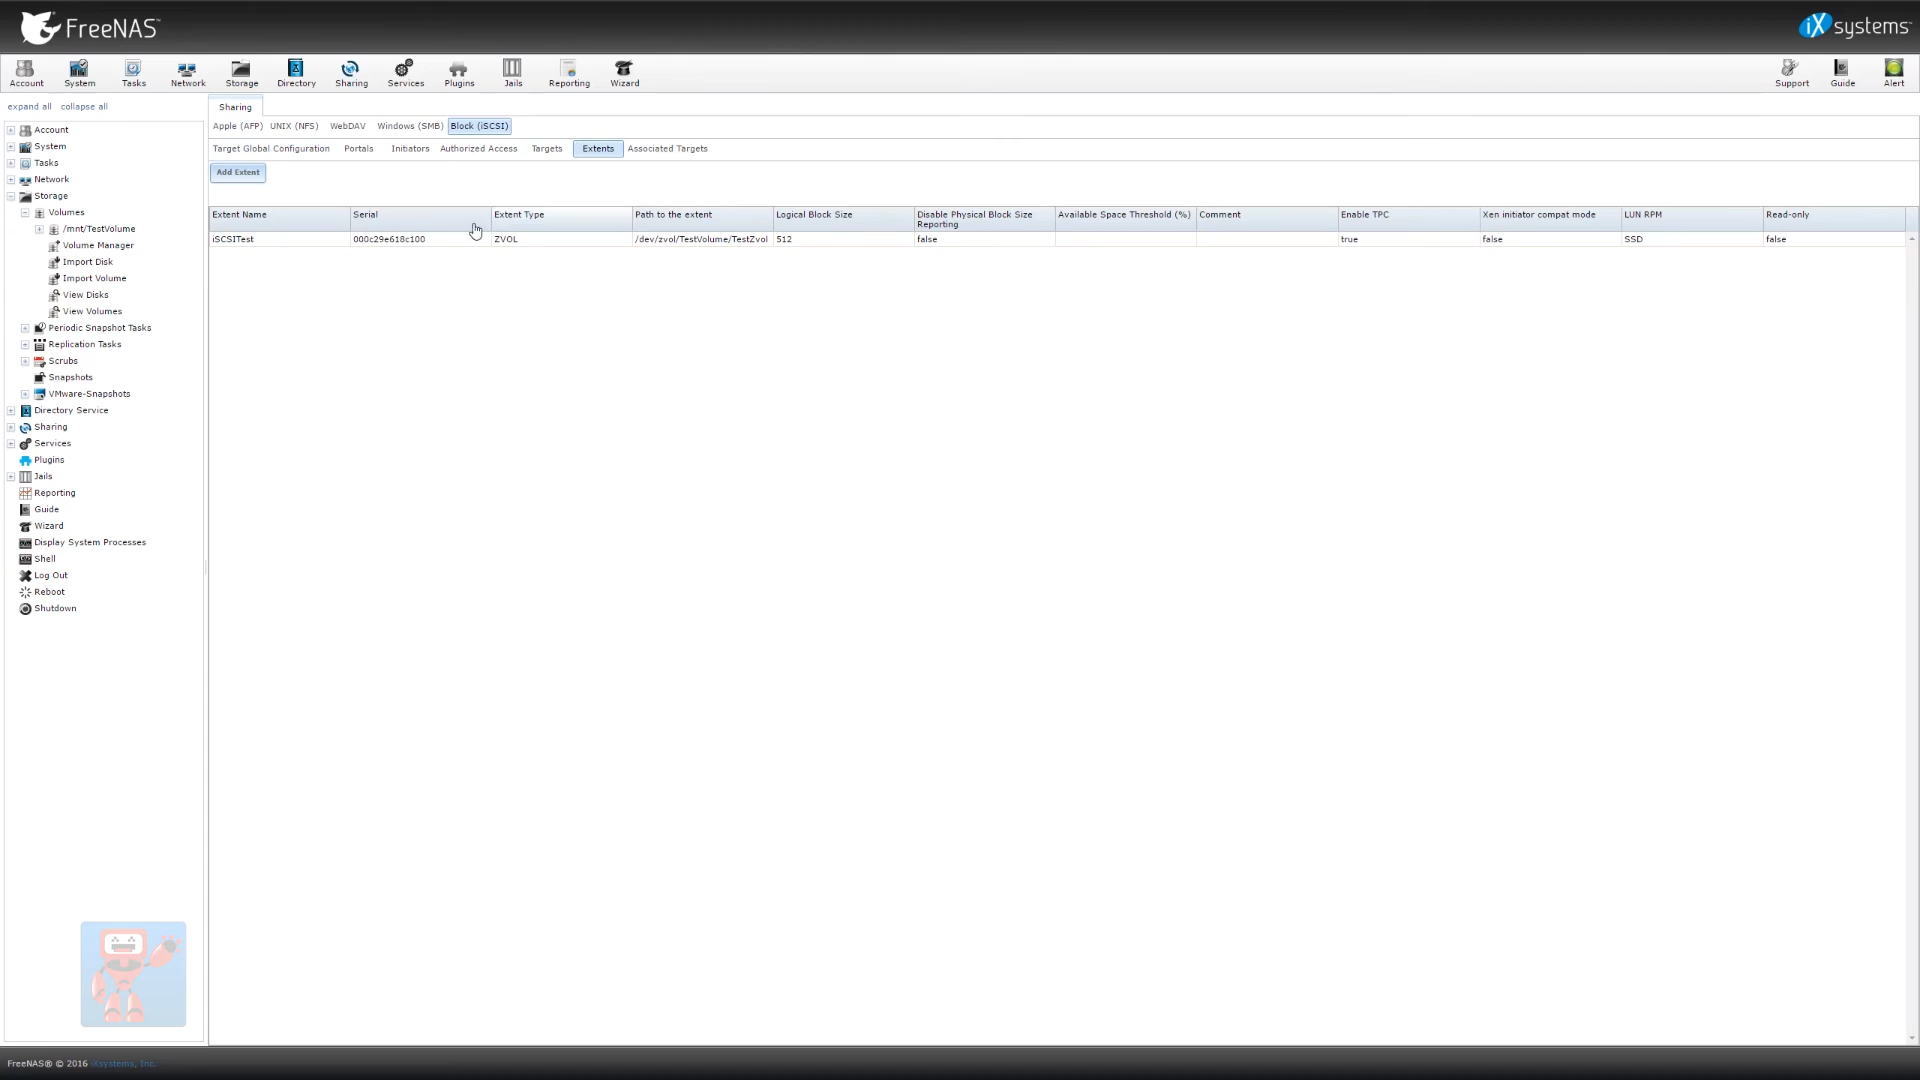 FreeNAS™
iXsystems™
Account System Tasks Network Storage Directory Sharing Services Plugins Jails Reporting Wizard Support Guide Alert
expand all collapse all
Account
System
Tasks
Network
Storage
Volumes
/mnt/TestVolume
Volume Manager
Import Disk
Import Volume
View Disks
View Volumes
Periodic Snapshot Tasks
Replication Tasks
Scrubs
Snapshots
VMware-Snapshots
Directory Service
Sharing
Services
Plugins
Jails
Reporting
Guide
Wizard
Display System Processes
Shell
Log Out
Reboot
Shutdown
Sharing
Apple (AFP) UNIX (NFS) WebDAV Windows (SMB) Block (iSCSI)
Target Global Configuration Portals Initiators Authorized Access Targets Extents Associated Targets
Add Extent
Extent Name Serial Extent Type Path to the extent Logical Block Size Disable Physical Block Size Reporting Available Space Threshold (%) Comment Enable TPC Xen initiator compat mode LUN RPM Read-only
iSCSITest 000c29e618c100 ZVOL /dev/zvol/TestVolume/TestZvol 512 false true false SSD false
FreeNAS® © 2016 iXsystems, Inc.